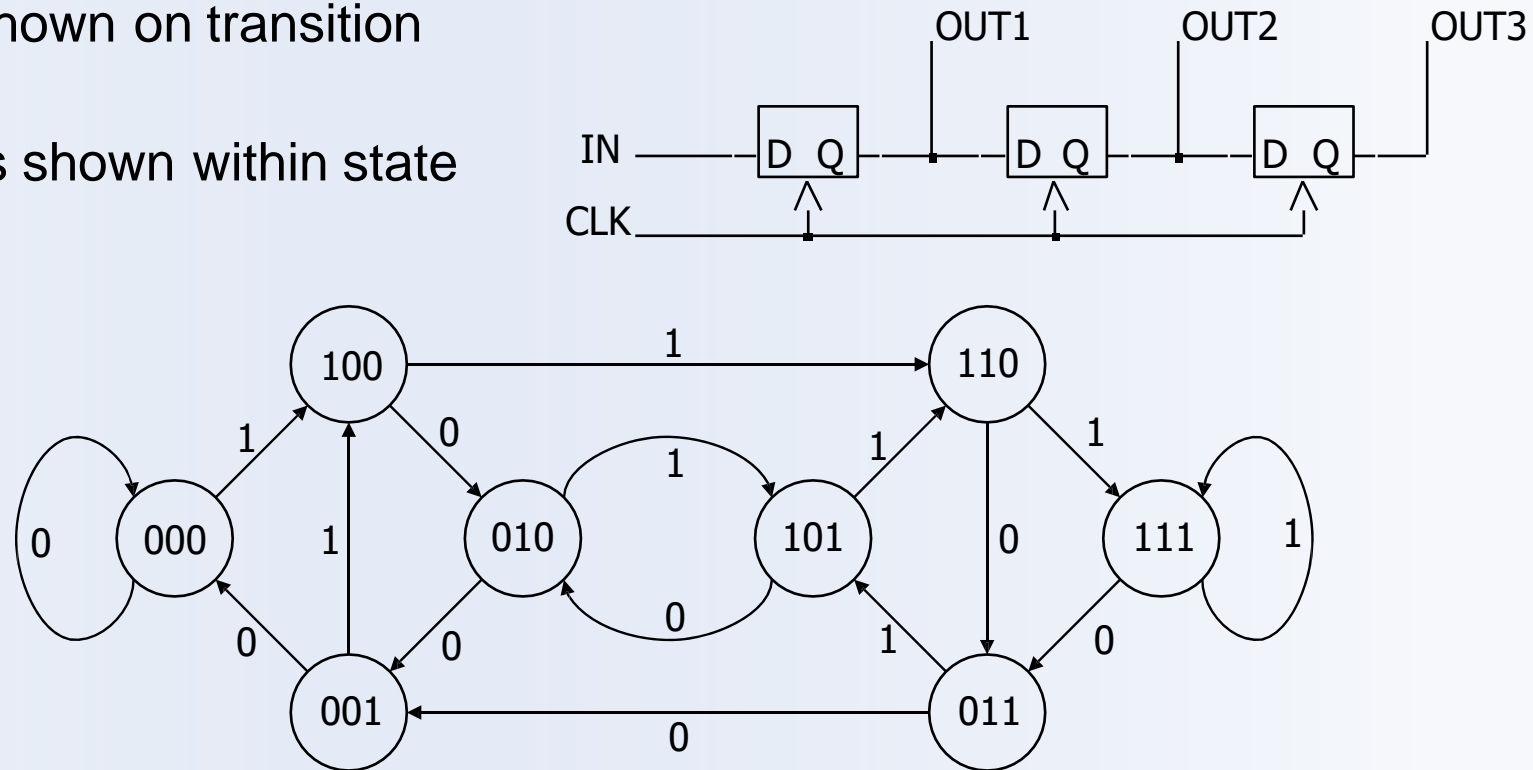 hown on transition
s shown within state
OUT1 OUT2 OUT3
IN D Q D Q D Q
CLK
100 1 110
1 0 1 1 1
0 000 1 010 101 0 111 1
0 0 0 1 0
001 0 011